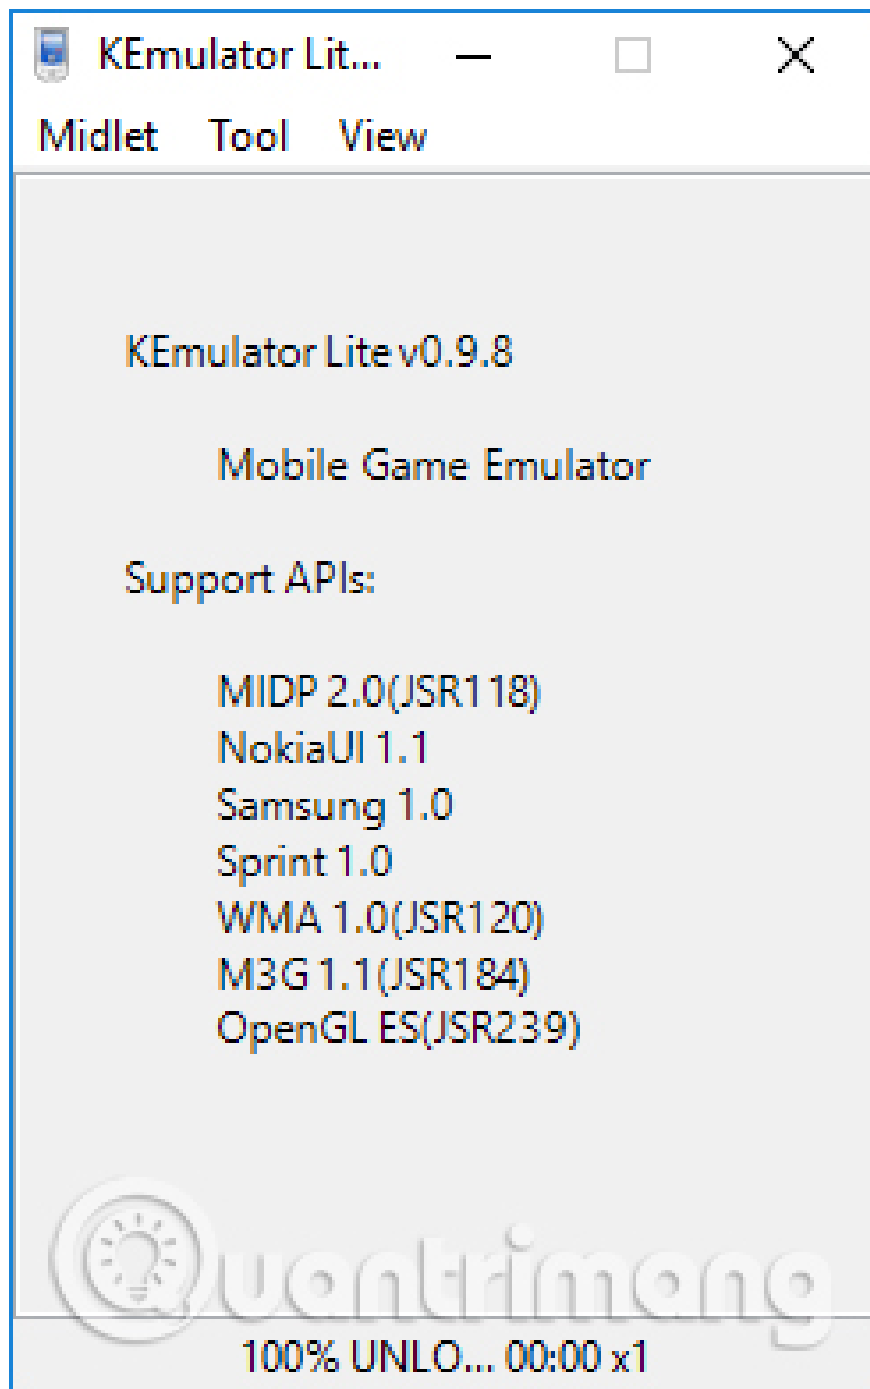 KEmulator Lit...
Midlet Tool View
KEmulator Lite v0.9.8
Mobile Game Emulator
Support APIs:
MIDP 2.0(JSR118)
NokiaUI 1.1
Samsung 1.0
Sprint 1.0
WMA 1.0(JSR120)
M3G 1.1(JSR184)
OpenGL ES(JSR239)
Quantrimang
100% UNLO... 00:00 x1